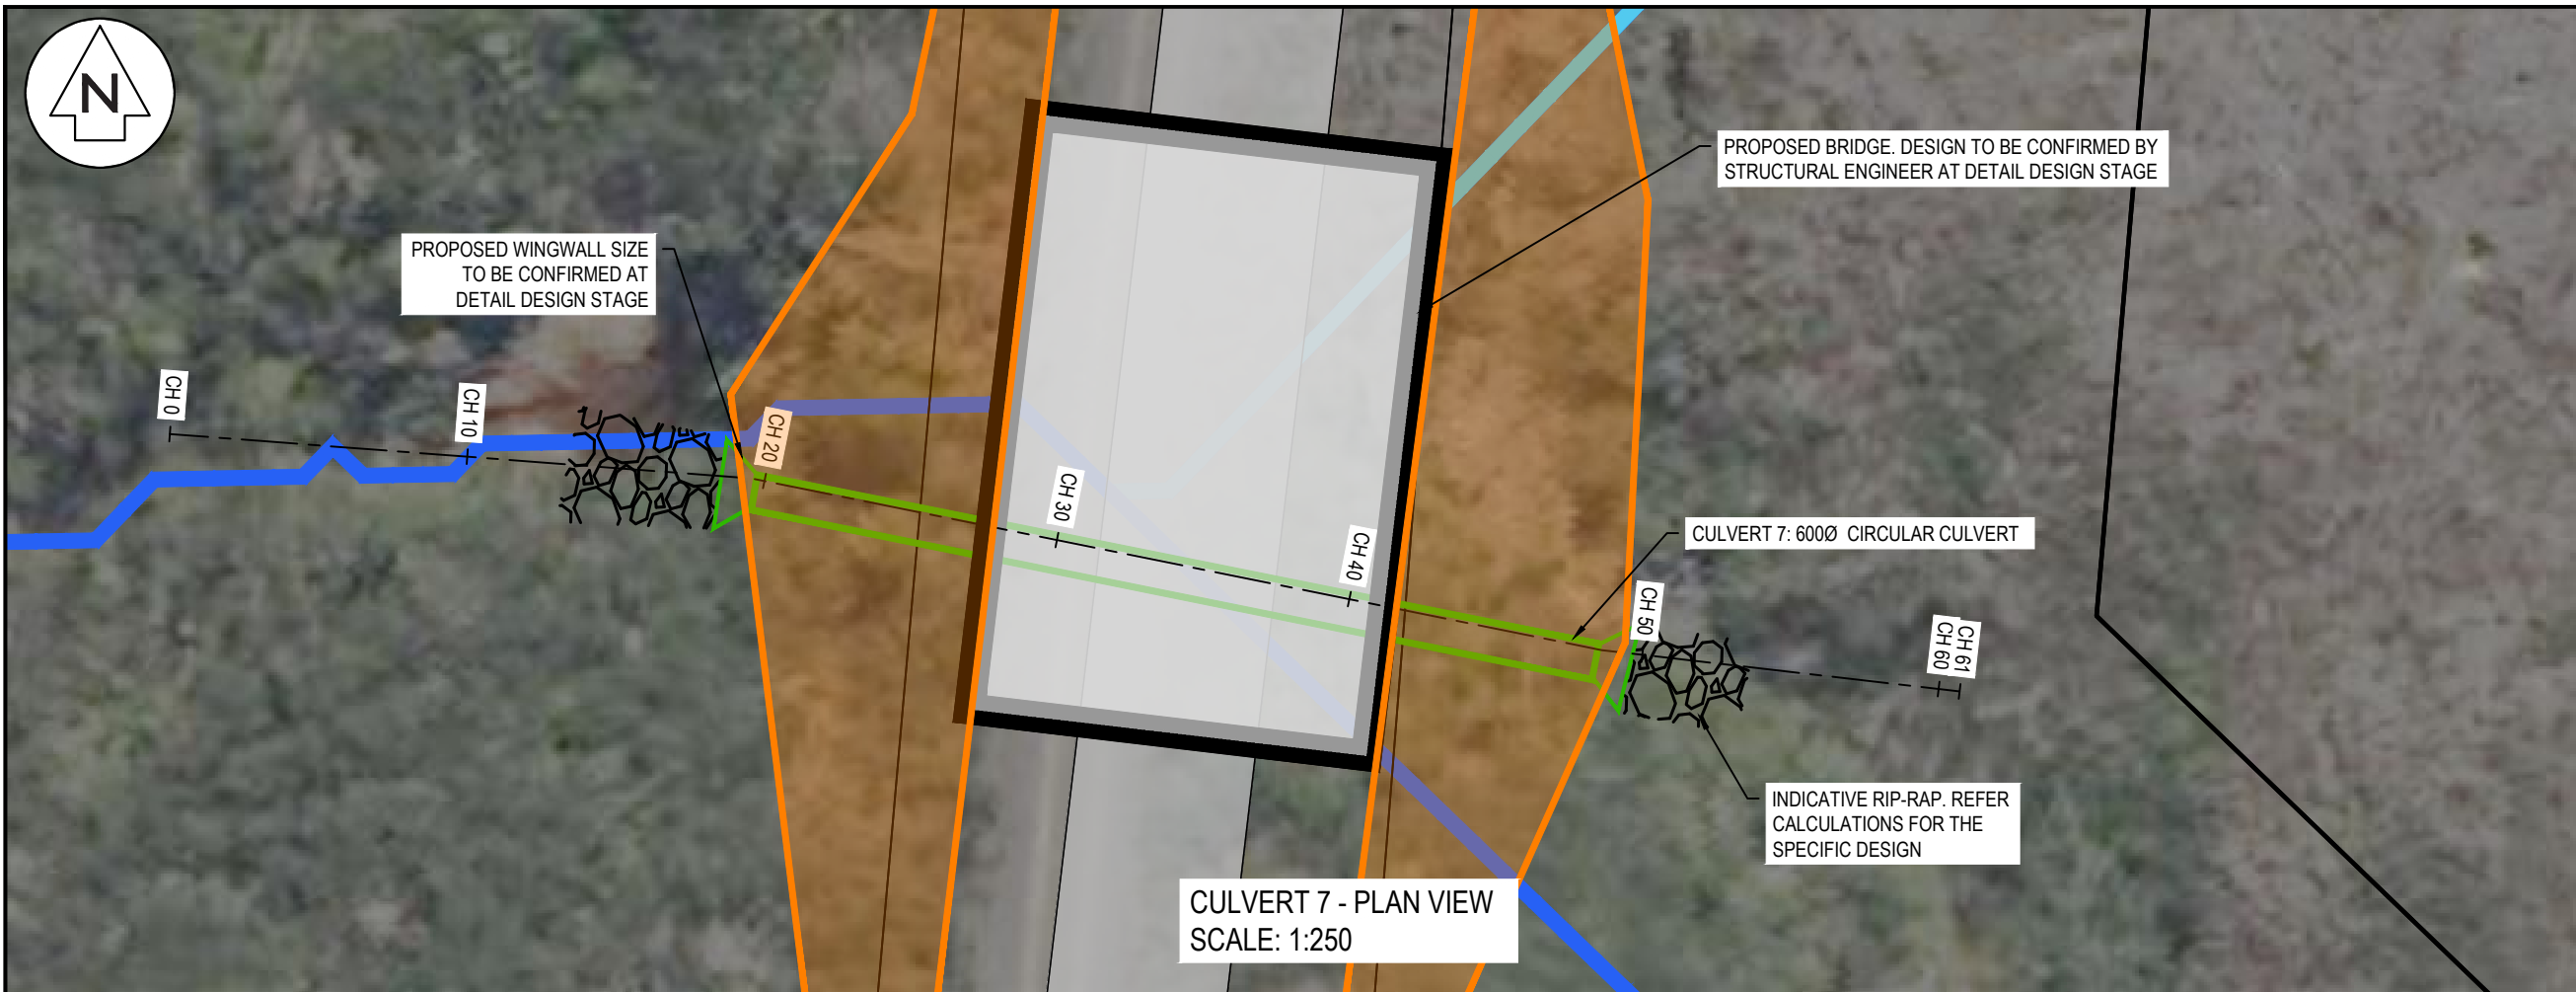 N
PROPOSED BRIDGE. DESIGN TO BE CONFIRMED BY
STRUCTURAL ENGINEER AT DETAIL DESIGN STAGE
PROPOSED WINGWALL SIZE
TO BE CONFIRMED AT
DETAIL DESIGN STAGE
CH 0
CH 10
CH 20
CH 30
CH 40
CULVERT 7: 600Ø CIRCULAR CULVERT
CH 50
CH 60
CH 61
INDICATIVE RIP-RAP. REFER
CALCULATIONS FOR THE
SPECIFIC DESIGN
CULVERT 7 - PLAN VIEW
SCALE: 1:250